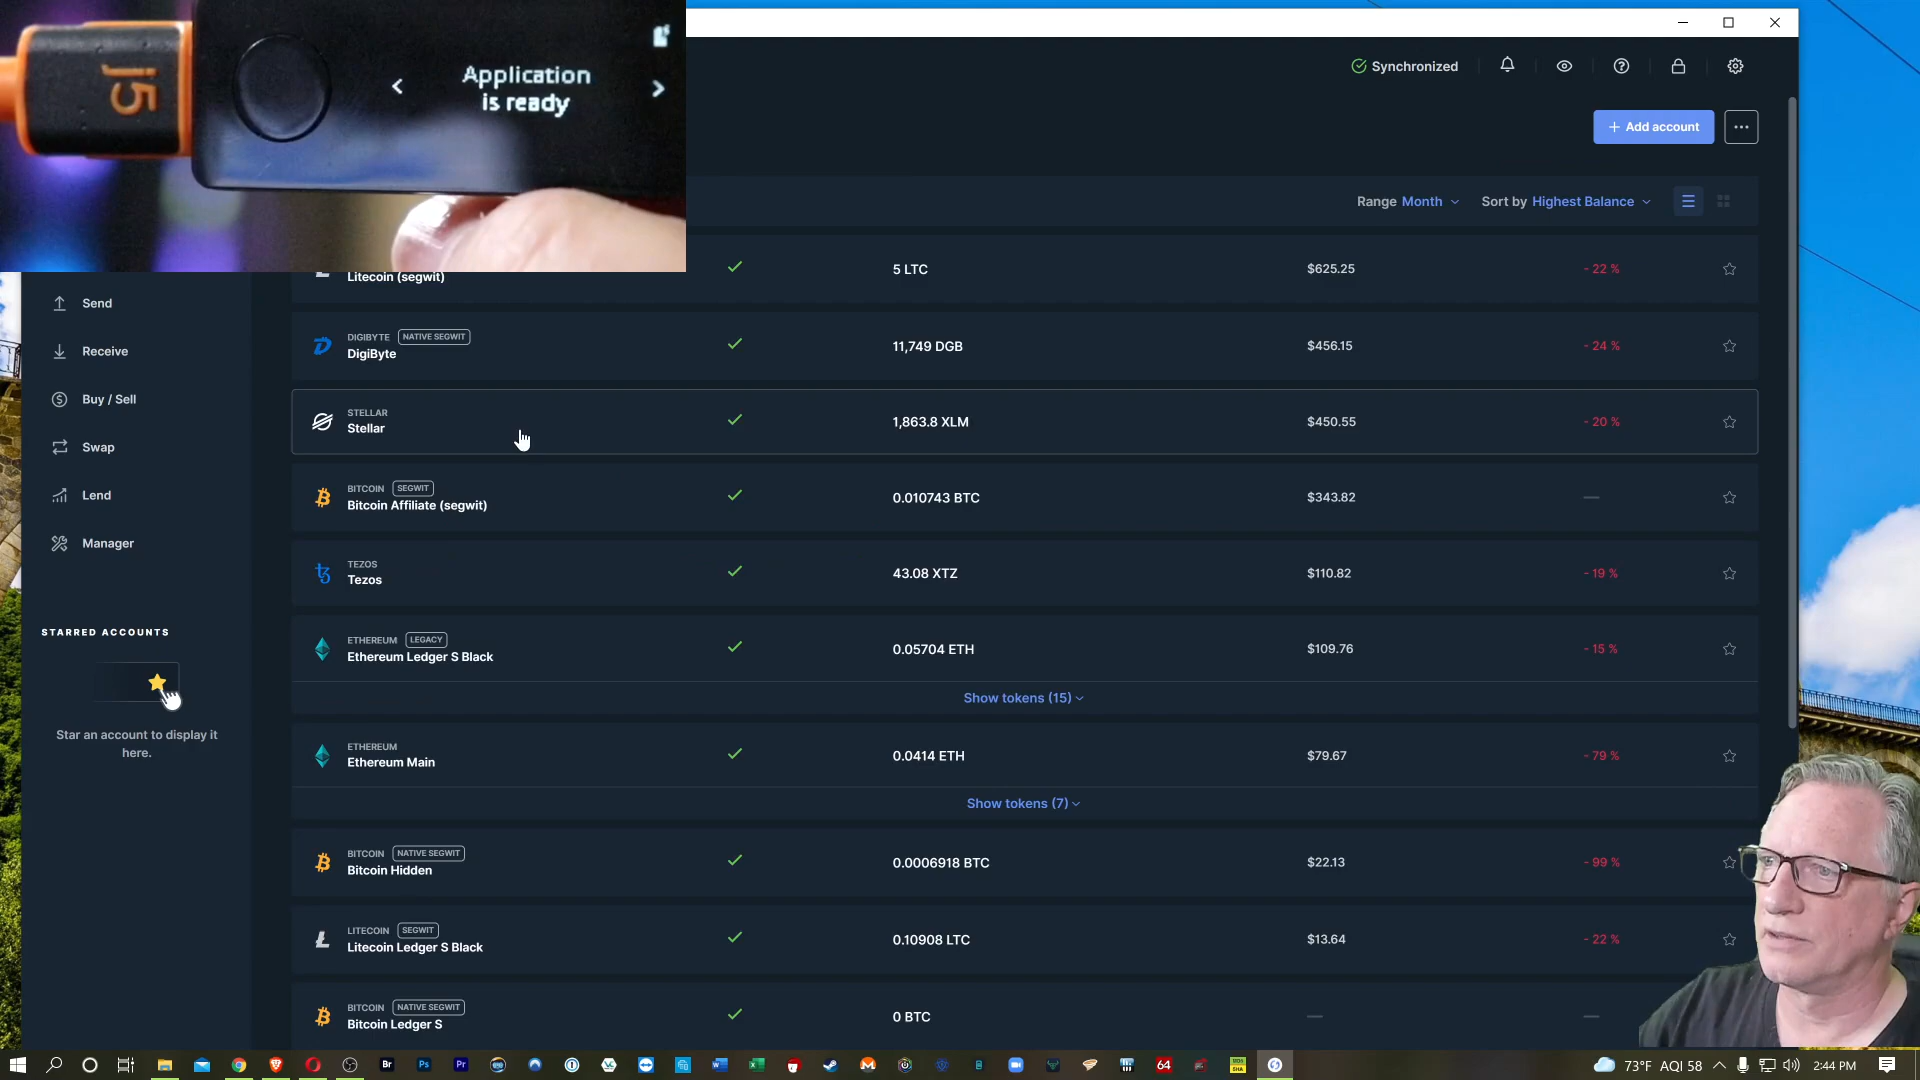 j5
Application
is ready
Synchronized
+ Add account
Range Month
Sort by Highest Balance
Litecoin (segwit)
5 LTC
$625.25
- 22 %
DIGIBYTE NATIVE SEGWIT
DigiByte
11,749 DGB
$456.15
- 24 %
STELLAR
Stellar
1,863.8 XLM
$450.55
- 20 %
BITCOIN SEGWIT
Bitcoin Affiliate (segwit)
0.010743 BTC
$343.82
—
TEZOS
Tezos
43.08 XTZ
$110.82
- 19 %
ETHEREUM LEGACY
Ethereum Ledger S Black
0.05704 ETH
$109.76
- 15 %
Show tokens (15)
ETHEREUM
Ethereum Main
0.0414 ETH
$79.67
- 79 %
Show tokens (7)
BITCOIN NATIVE SEGWIT
Bitcoin Hidden
0.0006918 BTC
$22.13
- 99 %
LITECOIN SEGWIT
Litecoin Ledger S Black
0.10908 LTC
$13.64
- 22 %
BITCOIN NATIVE SEGWIT
Bitcoin Ledger S
0 BTC
—
—
Send
Receive
Buy / Sell
Swap
Lend
Manager
STARRED ACCOUNTS
Star an account to display it
here.
Br
Ps
Pr
64
73°F AQI 58
2:44 PM